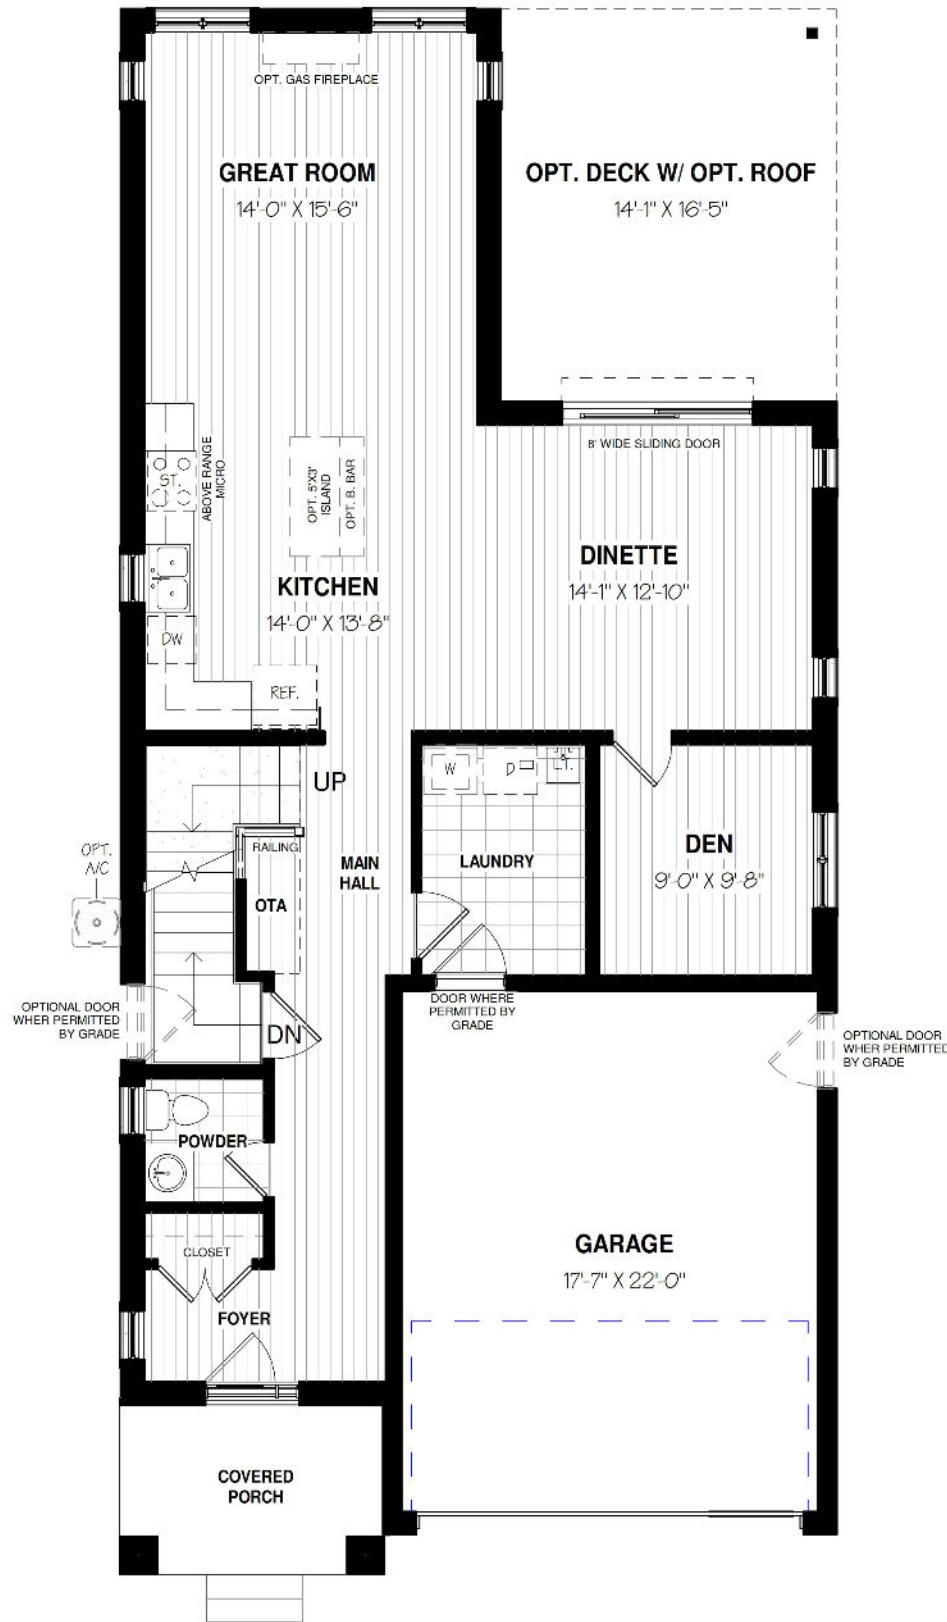 OPT. GAS FIREPLACE
GREAT ROOM
14'-0" X 15'-6"
OPT. DECK W/ OPT. ROOF
14'-1" X 16'-5"
8' WIDE SLIDING DOOR
ST.
ABOVE RANGE
MICRO
OPT. 5'X3'
ISLAND
OPT. B. BAR
DINETTE
14'-1" X 12'-10"
KITCHEN
14'-0" X 13'-8"
DW
REF.
UP
W
D
L.T.
RAILING
OPT.
A/C
OTA
MAIN
HALL
LAUNDRY
DEN
9'-0" X 9'-8"
OPTIONAL DOOR
WHER PERMITTED
BY GRADE
DN
DOOR WHERE
PERMITTED BY
GRADE
OPTIONAL DOOR
WHER PERMITTED
BY GRADE
POWDER
CLOSET
FOYER
GARAGE
17'-7" X 22'-0"
COVERED
PORCH